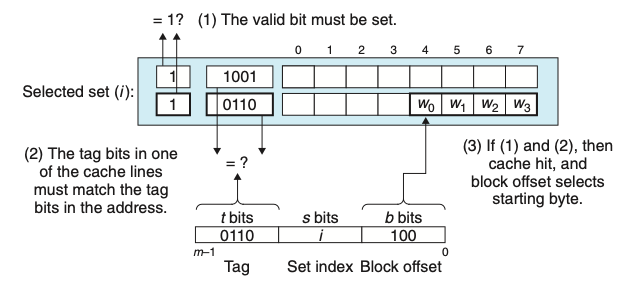 = 1? (1) The valid bit must be set.
0 1 2 3 4 5 6 7
1 1001
Selected set (i):
1 0110 w0 w1 w2 w3
(2) The tag bits in one
of the cache lines
must match the tag
bits in the address.
= ?
(3) If (1) and (2), then
cache hit, and
block offset selects
starting byte.
t bits s bits b bits
0110 i 100
m–1 0
Tag Set index Block offset